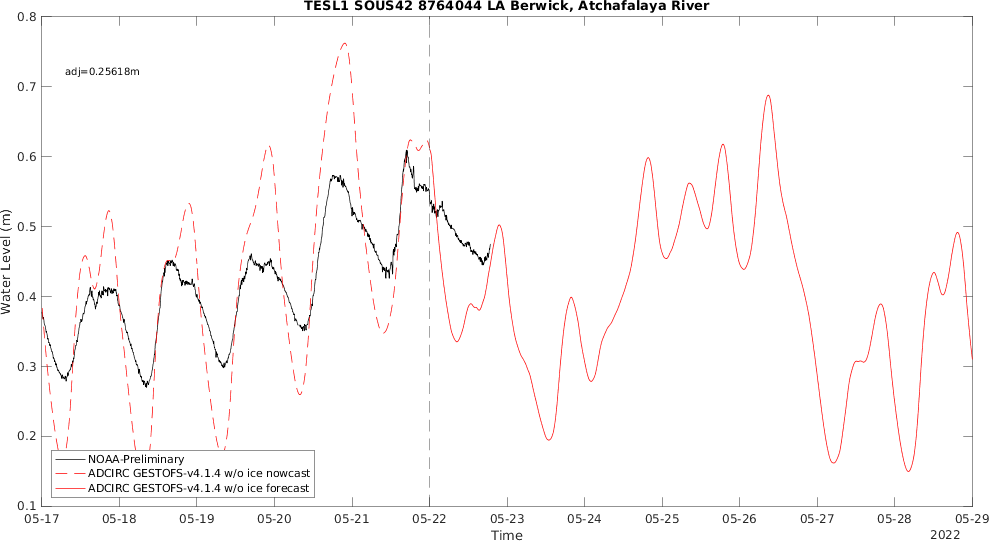 TESL1 SOUS42 8764044 LA Berwick, Atchafalaya River
adj=0.25618m
Water Level (m)
0.8
0.7
0.6
0.5
0.4
0.3
0.2
0.1
NOAA-Preliminary
ADCIRC GESTOFS-v4.1.4 w/o ice nowcast
ADCIRC GESTOFS-v4.1.4 w/o ice forecast
05-17 05-18 05-19 05-20 05-21 05-22 05-23 05-24 05-25 05-26 05-27 05-28 05-29
Time
2022